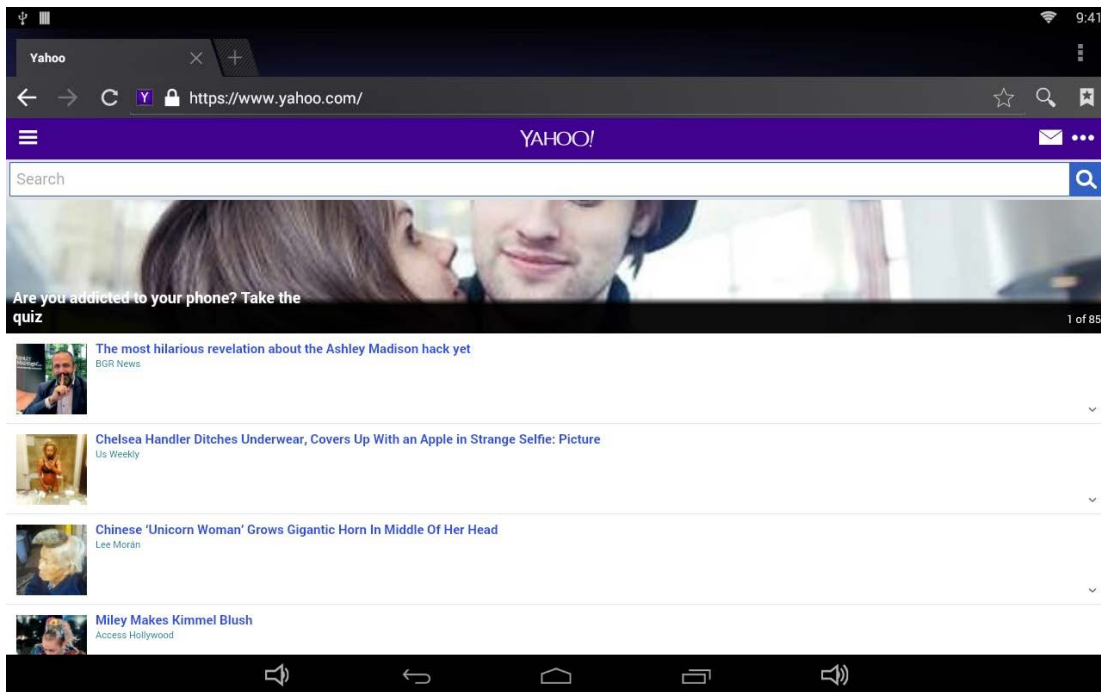 9:41
Yahoo
https://www.yahoo.com/
YAHOO!
Search
Are you addicted to your phone? Take the
quiz
1 of 85
The most hilarious revelation about the Ashley Madison hack yet
BGR News
Chelsea Handler Ditches Underwear, Covers Up With an Apple in Strange Selfie: Picture
Us Weekly
Chinese ‘Unicorn Woman’ Grows Gigantic Horn In Middle Of Her Head
Lee Morán
Miley Makes Kimmel Blush
Access Hollywood